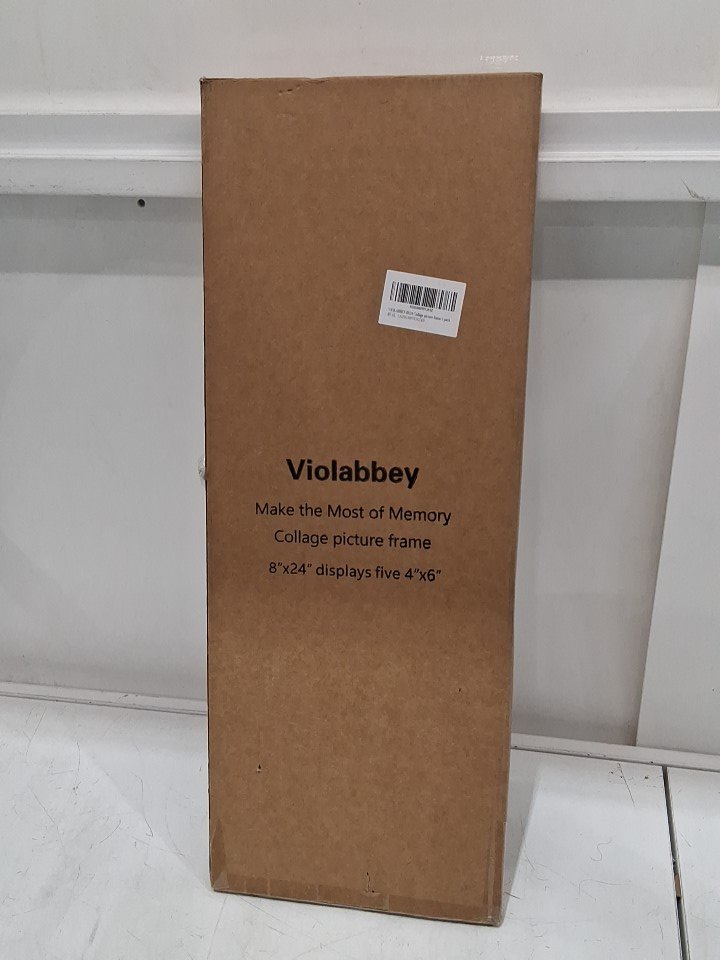 Violabbey
Make the Most of Memory
Collage picture frame
8"x24" displays five 4"x6"